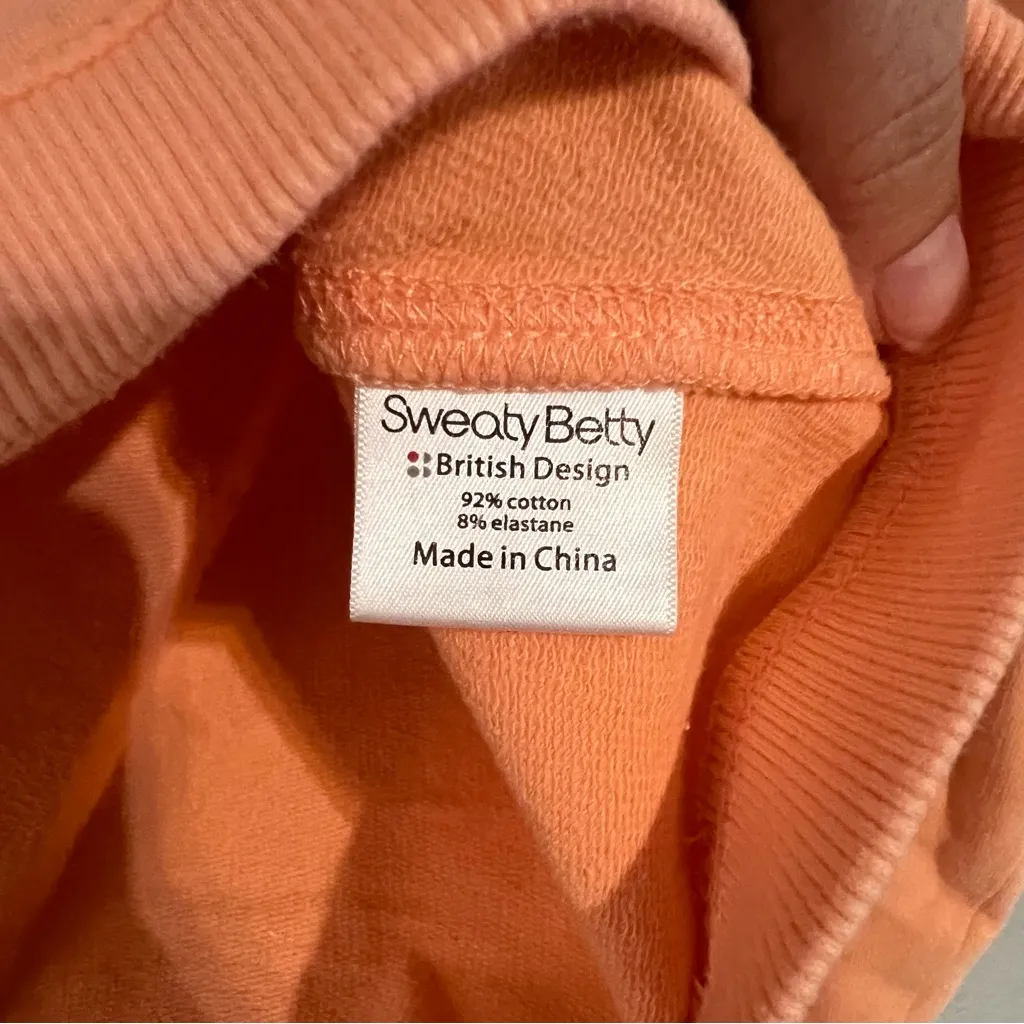 Sweaty Betty
British Design
92% cotton
8% elastane
Made in China